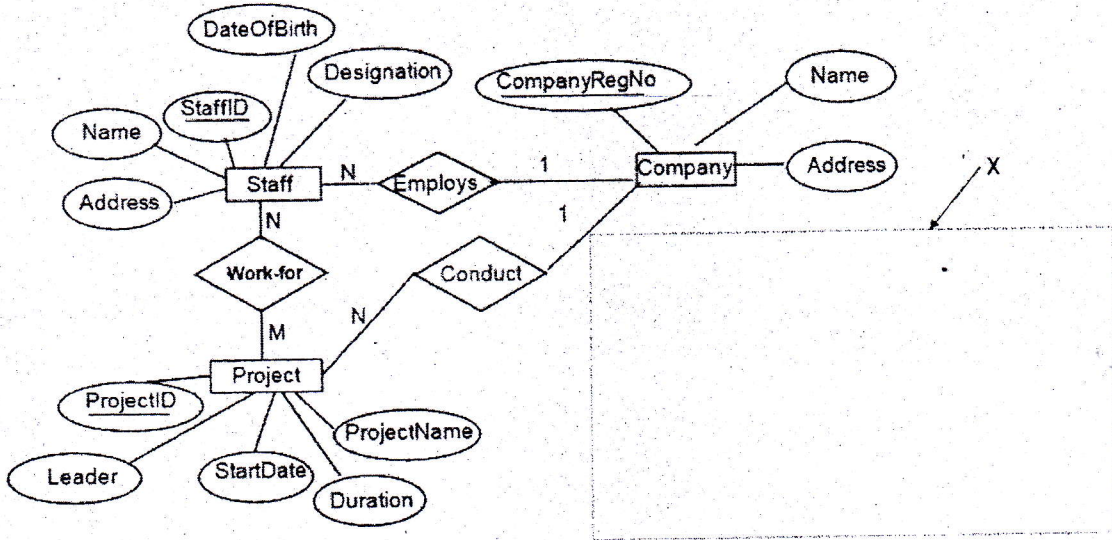 DateOfBirth
Designation
CompanyRegNo
Name
StaffID
Name
Staff
N
Employs
1
Company
Address
X
Address
N
1
Work-for
Conduct
N
M
Project
ProjectID
ProjectName
Leader
StartDate
Duration